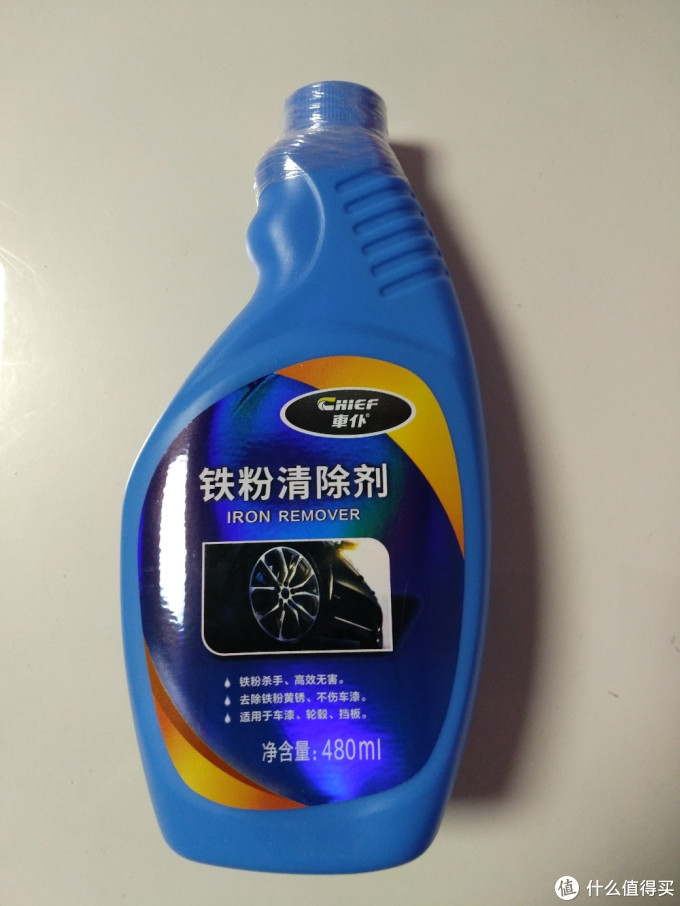 CHIEF
車仆®
铁粉清除剂
IRON REMOVER
铁粉杀手、高效无害。
去除铁粉黄锈、不伤车漆。
适用于车漆、轮毂、挡板。
净含量:480ml
值 什么值得买